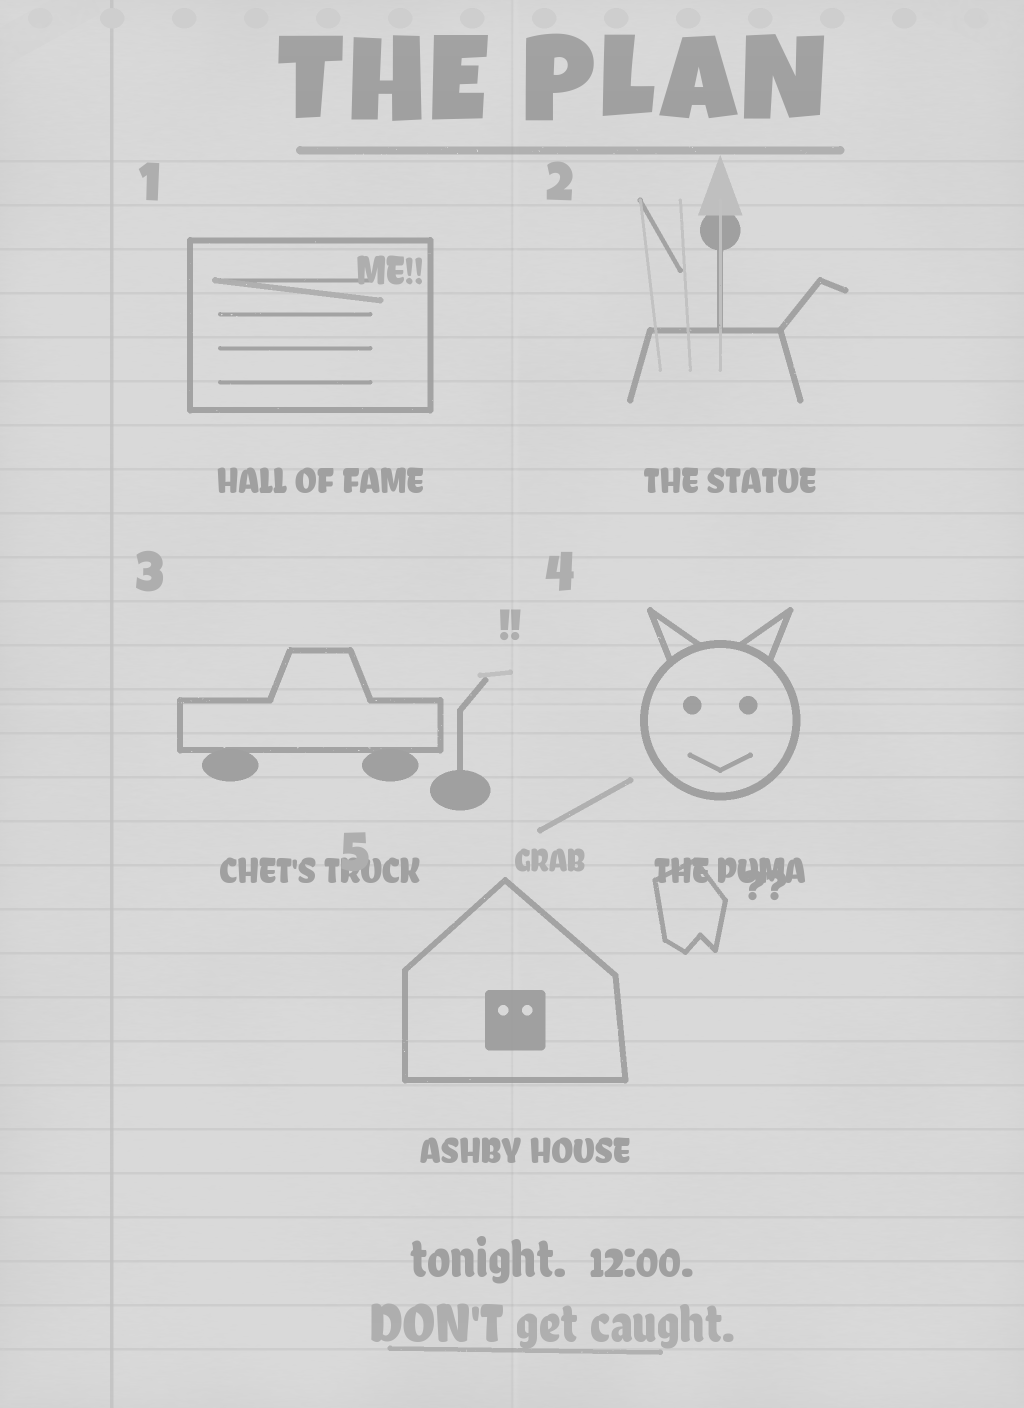 THE PLAN
1
2
ME!!
HALL OF FAME
THE STATUE
3
4
!!
CHET'S TRUCK
GRAB
THE PUMA
5
??
ASHBY HOUSE
tonight. 12:00.
DON'T get caught.